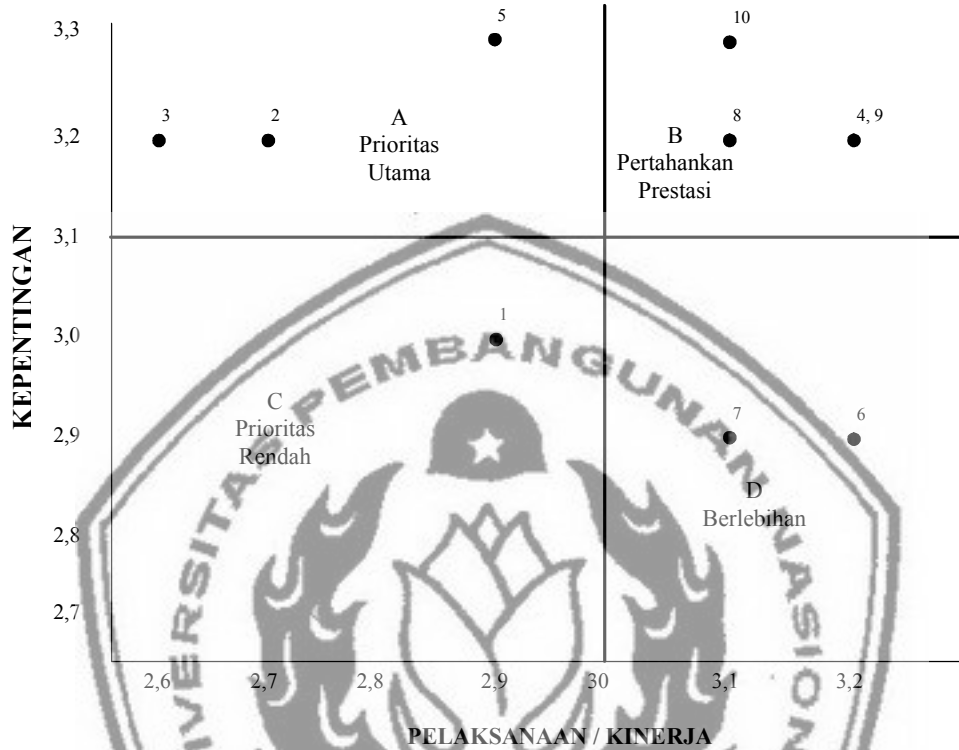 3,3
5
10
3
2
8
4, 9
3,2
A
Prioritas
Utama
B
Pertahankan
Prestasi
KEPENTINGAN
3,1
1
3,0
C
Prioritas
Rendah
2,9
7
6
D
Berlebihan
2,8
2,7
2,6
2,7
2,8
2,9
30
3,1
3,2
PELAKSANAAN / KINERJA
VERSITAS PEMBANGUNAN NASION